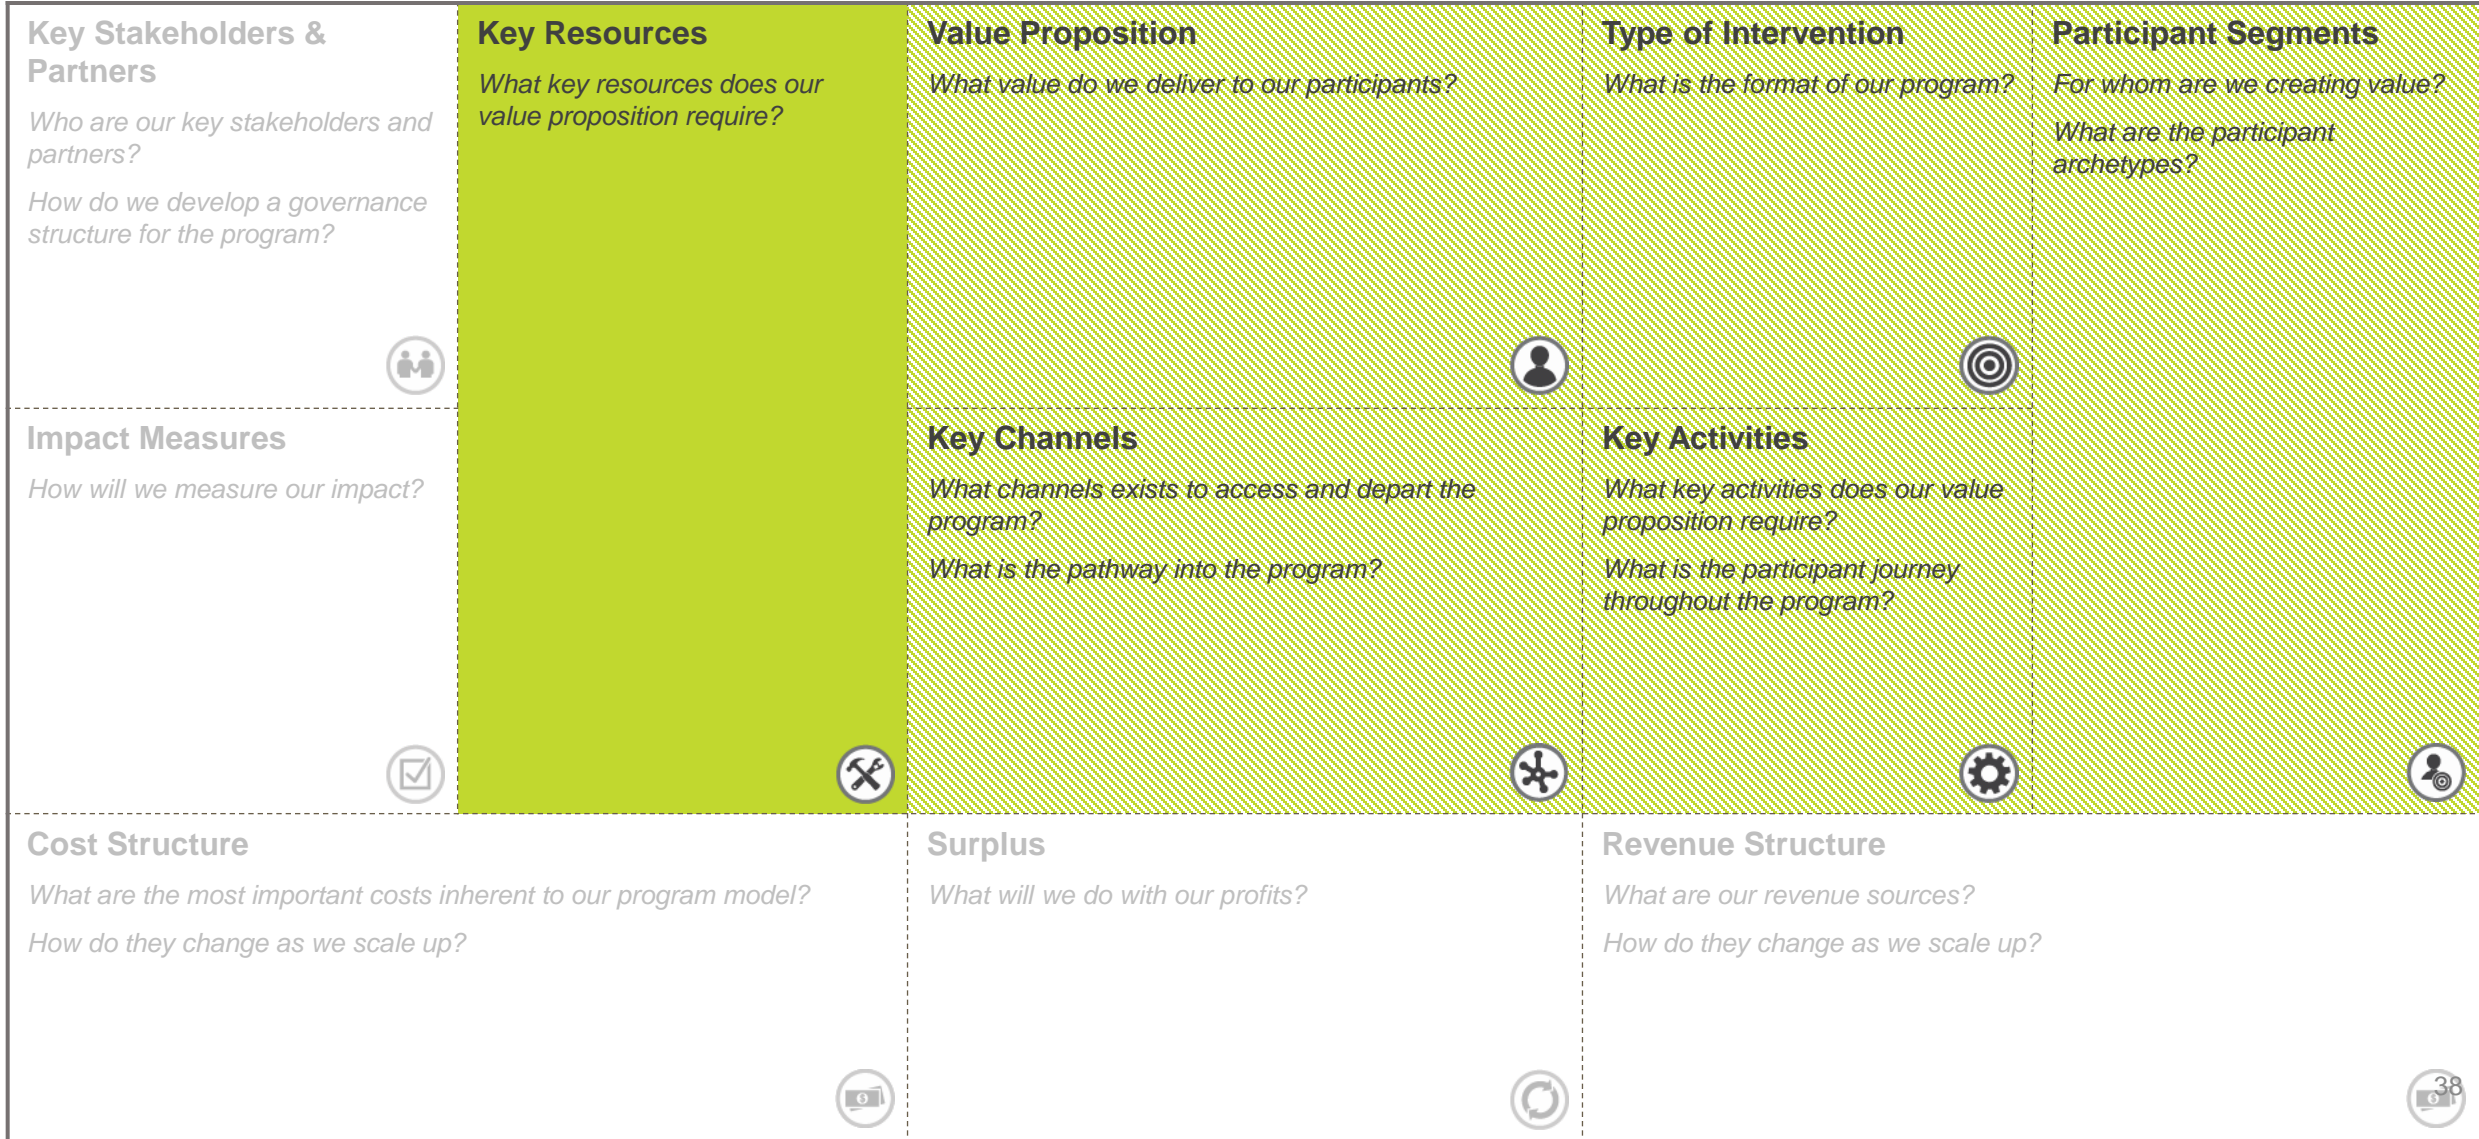 Key Stakeholders &
Partners
Who are our key stakeholders and
partners?
How do we develop a governance
structure for the program?
Key Resources
What key resources does our
value proposition require?
Value Proposition
What value do we deliver to our participants?
Type of Intervention
What is the format of our program?
Participant Segments
For whom are we creating value?
What are the participant
archetypes?
Impact Measures
How will we measure our impact?
Key Channels
What channels exists to access and depart the
program?
What is the pathway into the program?
Key Activities
What key activities does our value
proposition require?
What is the participant journey
throughout the program?
Cost Structure
What are the most important costs inherent to our program model?
How do they change as we scale up?
Surplus
What will we do with our profits?
Revenue Structure
What are our revenue sources?
How do they change as we scale up?
38